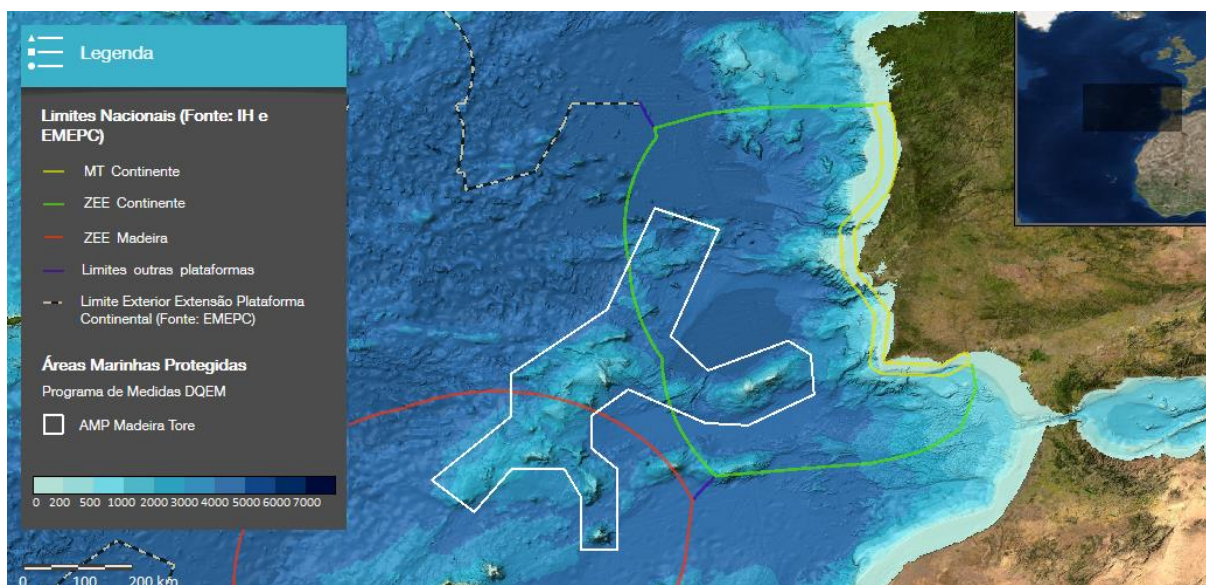 Legenda
Limites Nacionais (Fonte: IH e
EMEPC)
MT Continente
ZEE Continente
ZEE Madeira
Limites outras plataformas
Limite Exterior Extensão Plataforma
Continental (Fonte: EMEPC)
Áreas Marinhas Protegidas
Programa de Medidas DQEM
AMP Madeira Tore
0 200 500 1000 2000 3000 4000 5000 6000 7000
0 100 200 km